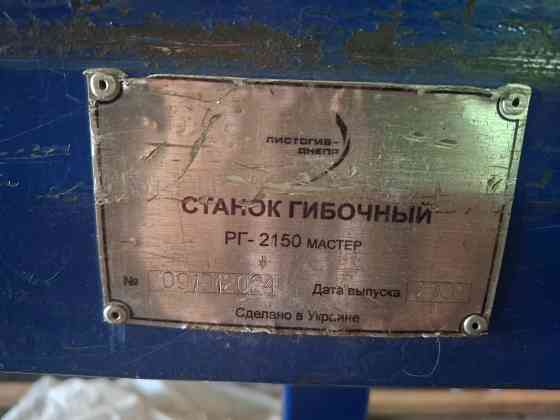 ЛИСТОГИБ-
ДНЕПР
СТАНОК ГИБОЧНЫЙ
РГ- 2150 МАСТЕР
№
Дата выпуска
Сделано в Украине